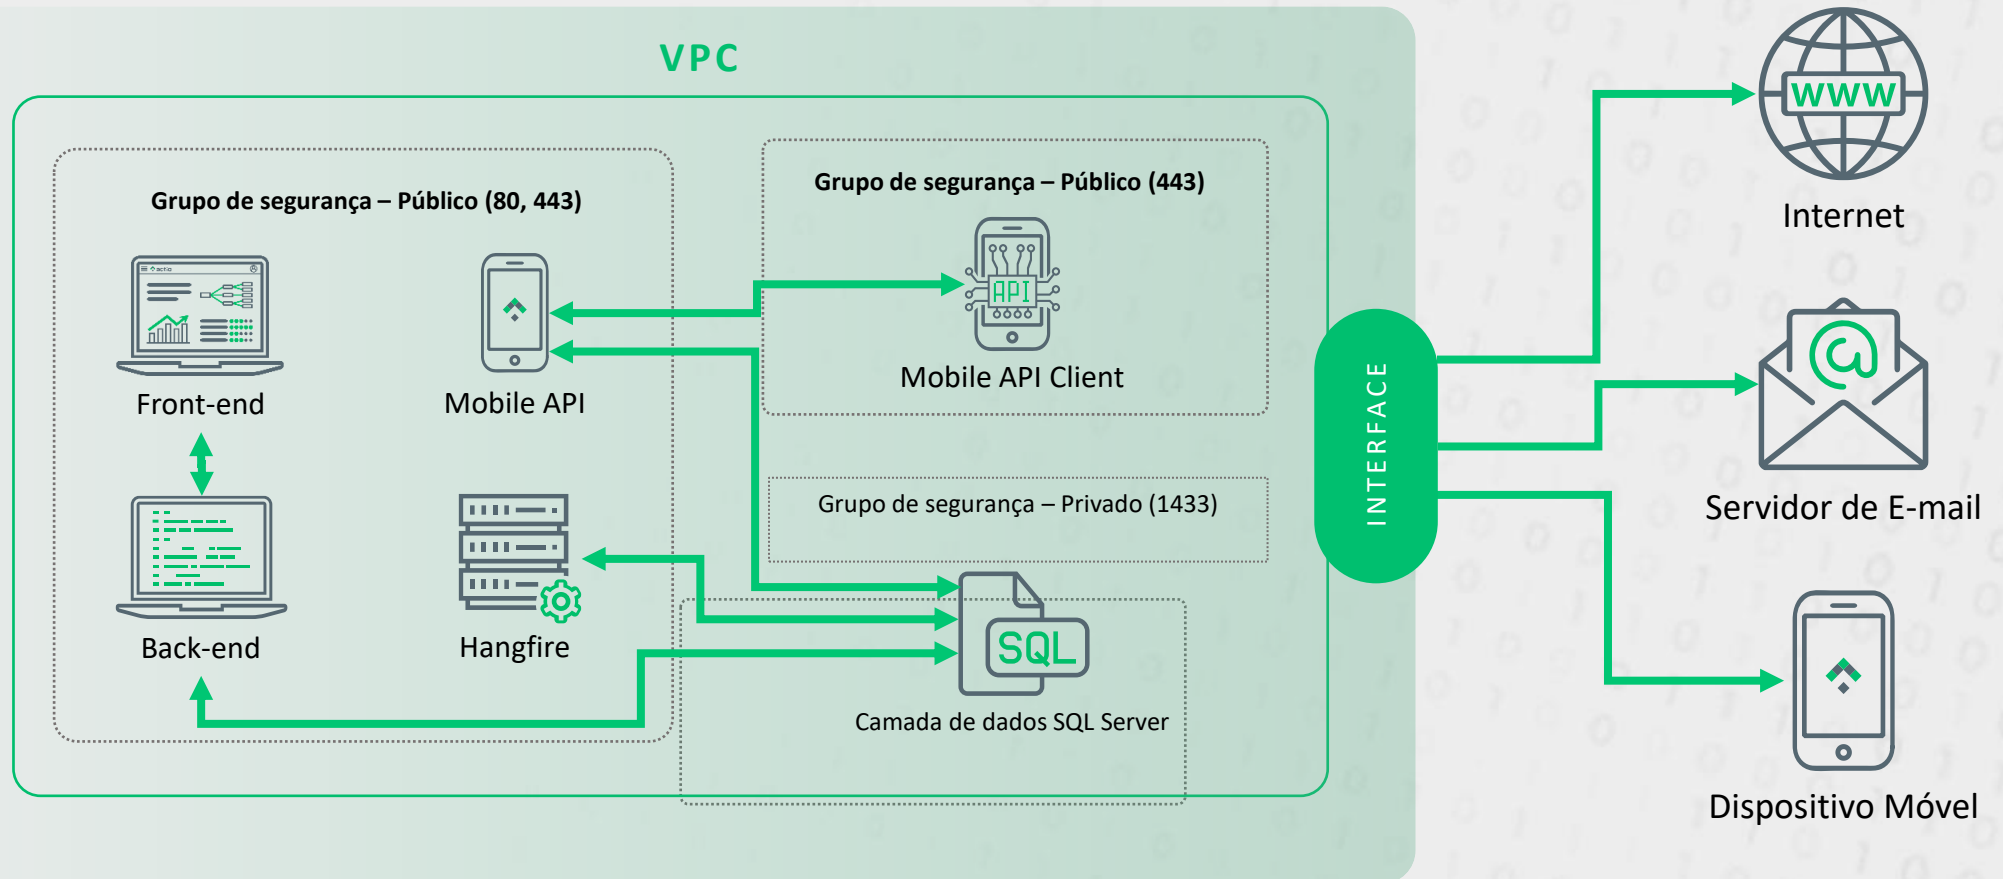 VPC
Grupo de segurança – Público (80, 443)
Grupo de segurança – Público (443)
actio
API
Front-end
Mobile API
Mobile API Client
Grupo de segurança – Privado (1433)
Back-end
Hangfire
SQL
Camada de dados SQL Server
INTERFACE
WWW
Internet
@
Servidor de E-mail
Dispositivo Móvel